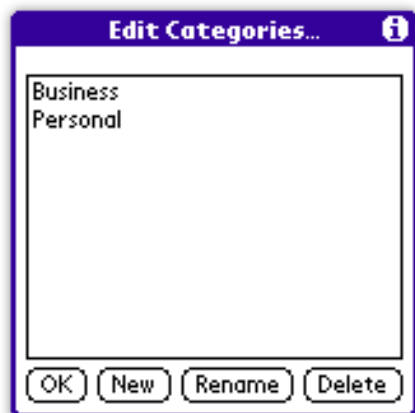 Edit Categories...
i
Business
Personal
OK New Rename Delete